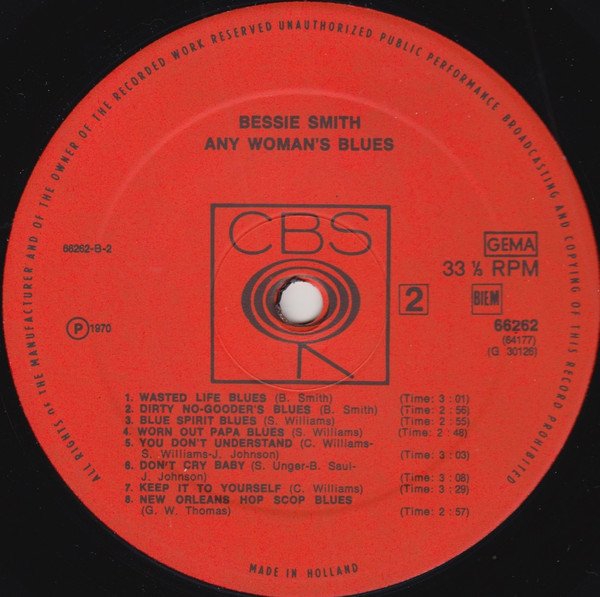 ALL RIGHTS OF THE MANUFACTURER AND OF THE OWNER OF THE RECORDED WORK RESERVED UNAUTHORIZED PUBLIC PERFORMANCE BROADCASTING AND COPYING OF THIS RECORD PROHIBITED
BESSIE SMITH
ANY WOMAN'S BLUES
CBS
66262-B-2
GEMA
33 ⅓ RPM
2
BIEM
℗ 1970
66262
(64177)
(G 30126)
1. WASTED LIFE BLUES (B. Smith) (Time: 3 : 01)
2. DIRTY NO-GOODER'S BLUES (B. Smith) (Time: 2 : 56)
3. BLUE SPIRIT BLUES (S. Williams) (Time: 2 : 55)
4. WORN OUT PAPA BLUES (S. Williams) (Time: 2 : 48)
5. YOU DON'T UNDERSTAND (C. Williams-
S. Williams-J. Johnson) (Time: 3 : 03)
6. DON'T CRY BABY (S. Unger-B. Saul-
J. Johnson) (Time: 3 : 08)
7. KEEP IT TO YOURSELF (C. Williams) (Time: 3 : 29)
8. NEW ORLEANS HOP SCOP BLUES
(G. W. Thomas) (Time: 2 : 57)
MADE IN HOLLAND